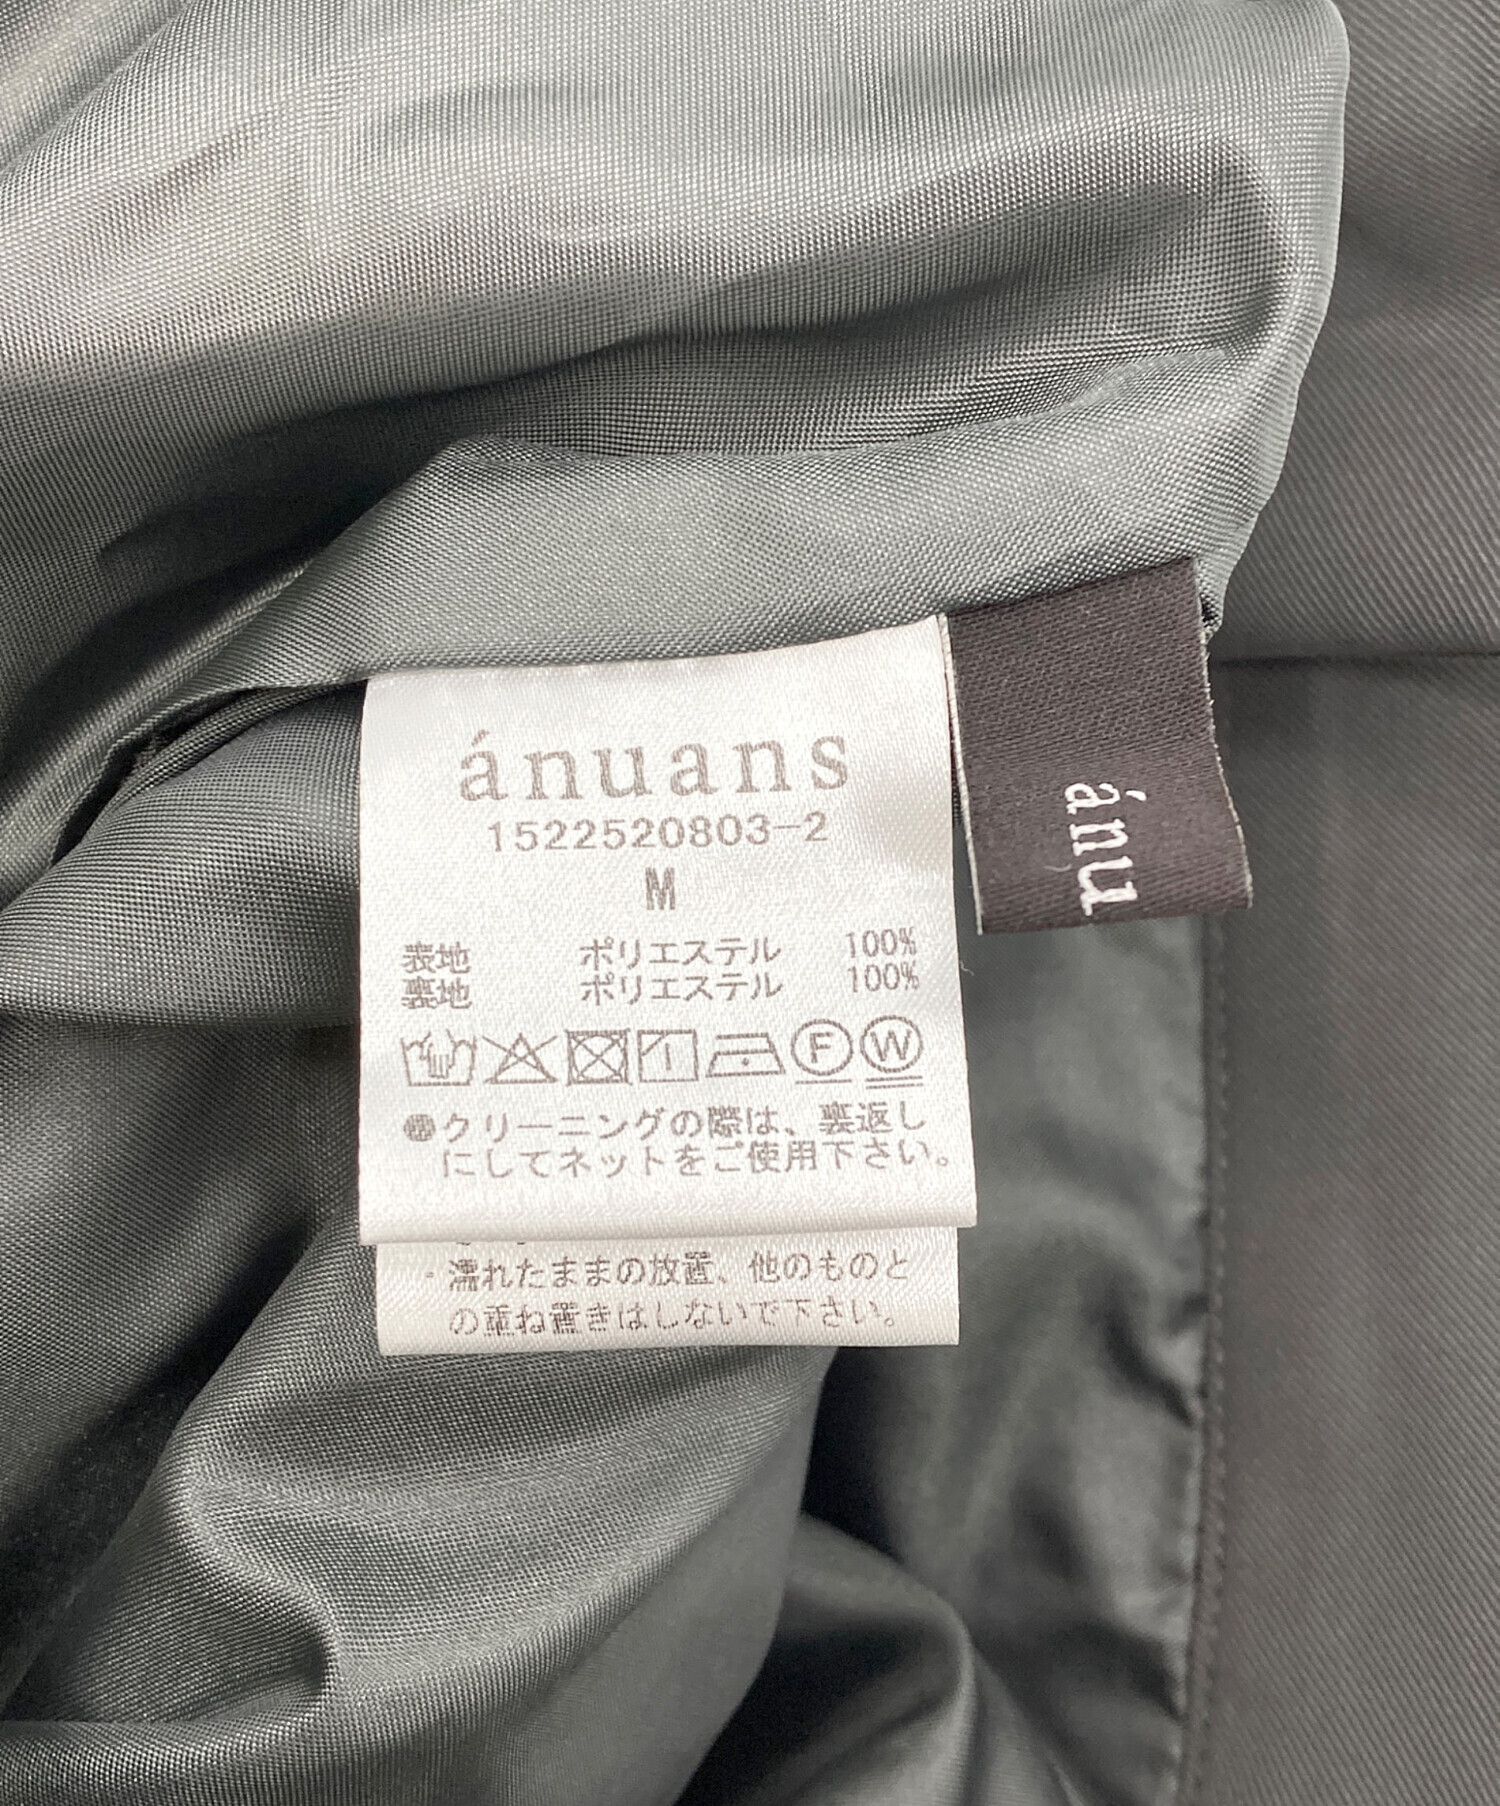 ánuans
1522520803-2
M
表地 ポリエステル 100%
裏地 ポリエステル 100%
F W
●クリーニングの際は、裏返し
にしてネットをご使用下さい。
・濡れたままの放置、他のものと
の重ね置きはしないで下さい。
ánu